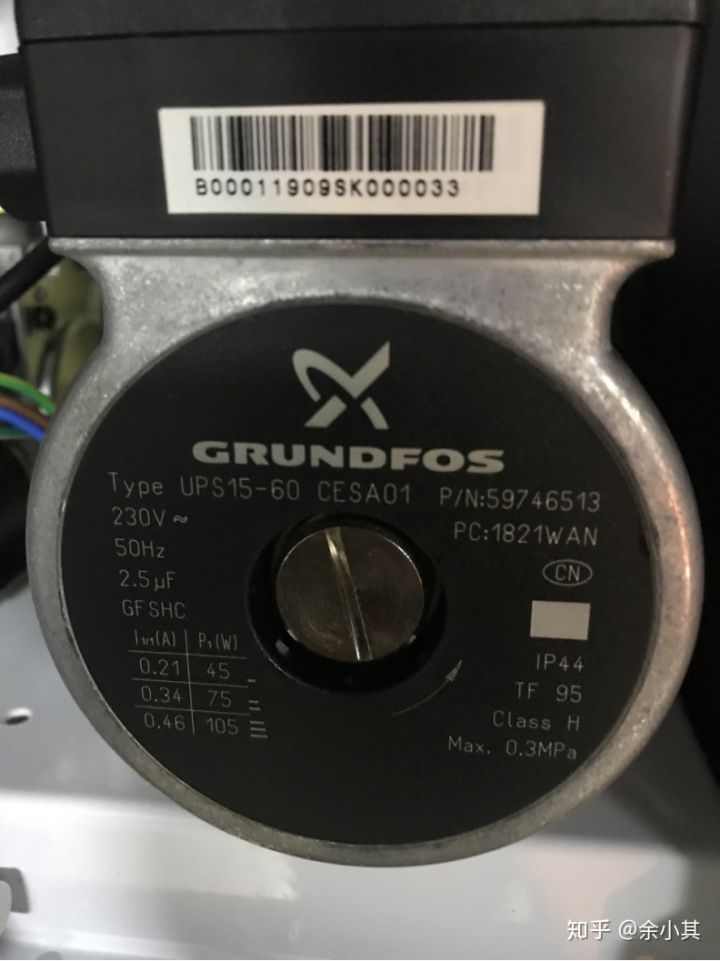 B00011909SK000033
GRUNDFOS
Type UPS15-60 CESA01 P/N:59746513
230V ≂ PC:1821WAN
50Hz
CN
2.5µF
GFSHC
I1/1(A) P1(W)
0.21 45
0.34 75
0.46 105
IP44
TF 95
Class H
Max. 0.3MPa
知乎 @余小其